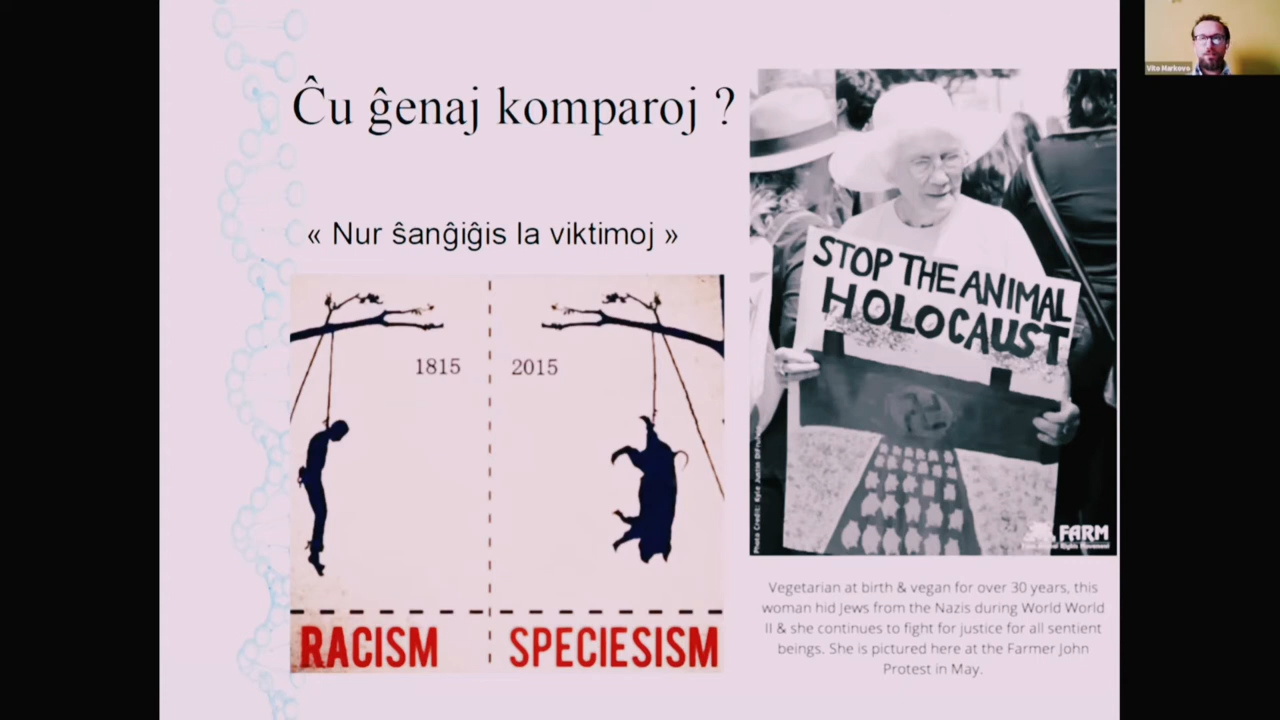 Ĉu ĝenaj komparoj ?
« Nur ŝanĝiĝis la viktimoj »
1815
2015
RACISM
SPECIESISM
STOP THE ANIMAL
HOLOCAUST
FARM
Vegetarian at birth & vegan for over 30 years, this
woman hid Jews from the Nazis during World World
II & she continues to fight for justice for all sentient
beings. She is pictured here at the Farmer John
Protest in May.
Vito Markovo